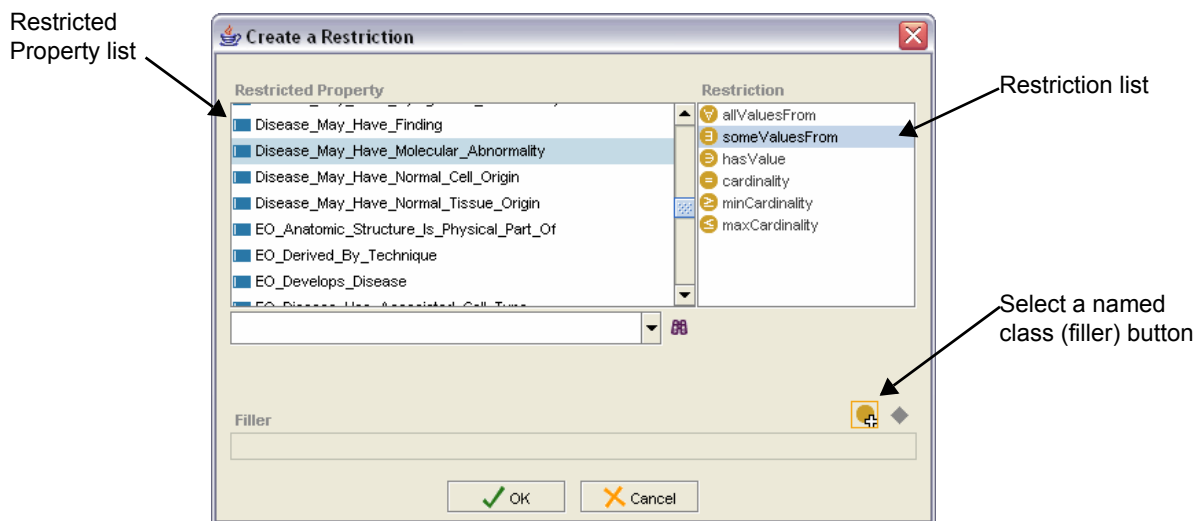 Restricted
Property list
Create a Restriction
Restricted Property
Disease_May_Have_Finding
Disease_May_Have_Molecular_Abnormality
Disease_May_Have_Normal_Cell_Origin
Disease_May_Have_Normal_Tissue_Origin
EO_Anatomic_Structure_Is_Physical_Part_Of
EO_Derived_By_Technique
EO_Develops_Disease
Restriction
allValuesFrom
someValuesFrom
hasValue
cardinality
minCardinality
maxCardinality
Restriction list
Select a named
class (filler) button
Filler
OK
Cancel